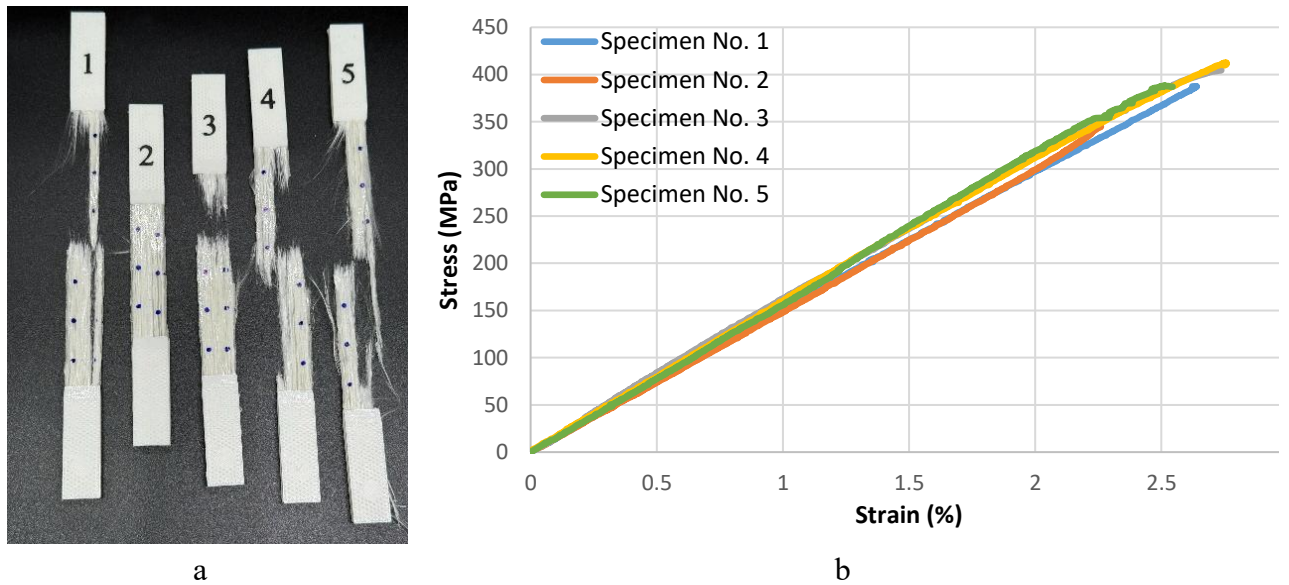 1
2
3
4
5
a
450
400
350
300
250
200
150
100
50
0
Stress (MPa)
Specimen No. 1
Specimen No. 2
Specimen No. 3
Specimen No. 4
Specimen No. 5
0 0.5 1 1.5 2 2.5
Strain (%)
b